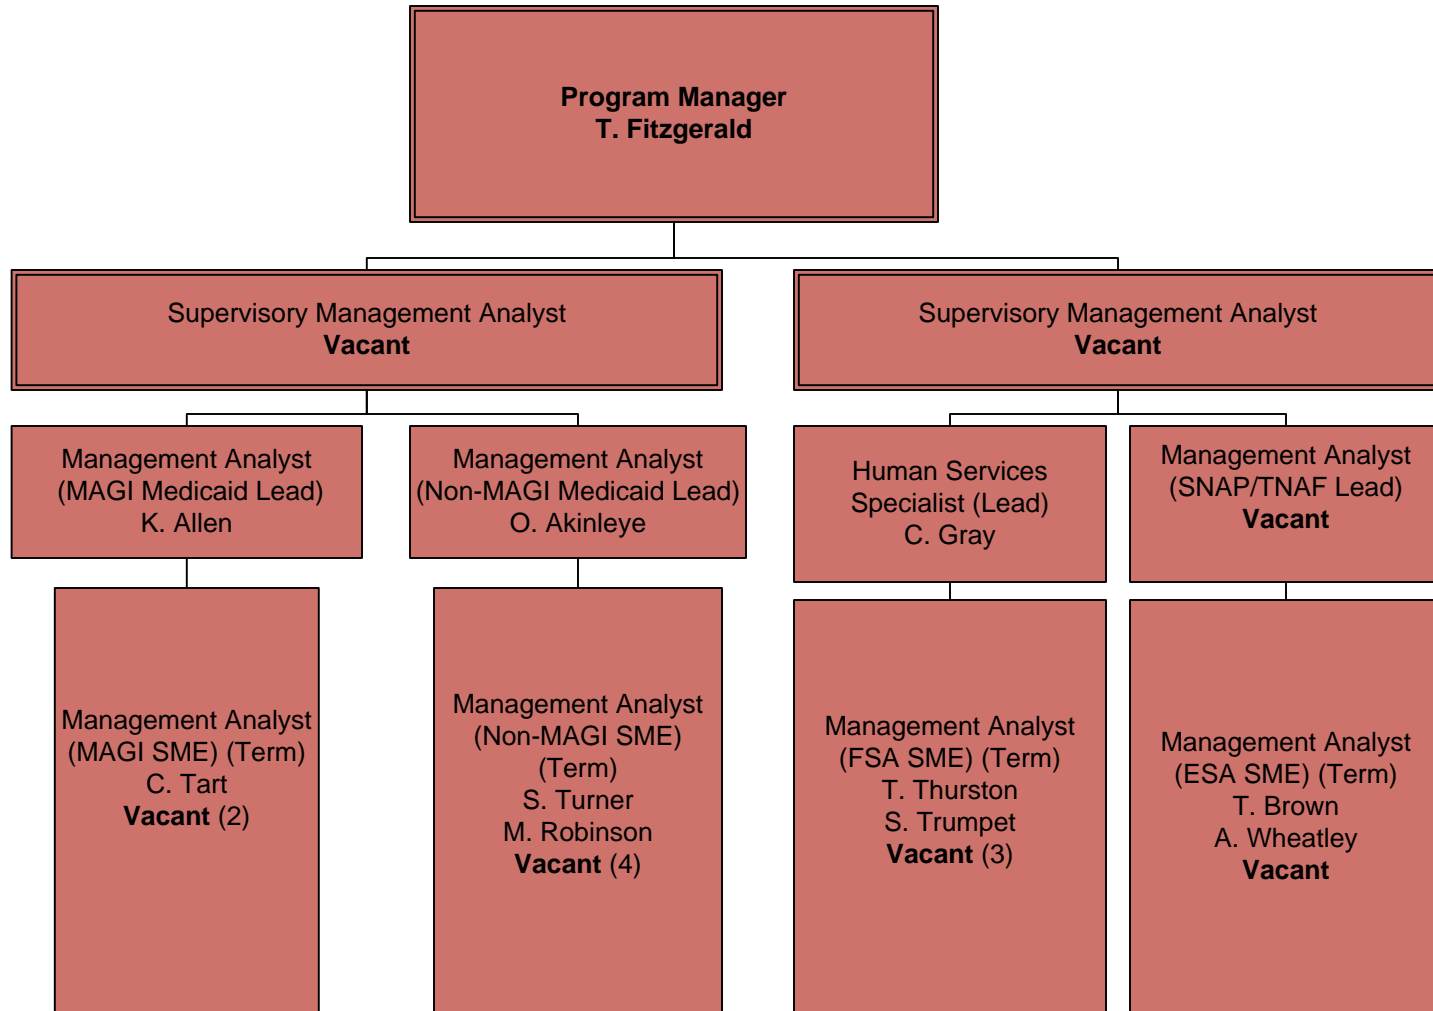 Program Manager
T. Fitzgerald
Supervisory Management Analyst
Vacant
Supervisory Management Analyst
Vacant
Management Analyst
(MAGI Medicaid Lead)
K. Allen
Management Analyst
(Non-MAGI Medicaid Lead)
O. Akinleye
Human Services
Specialist (Lead)
C. Gray
Management Analyst
(SNAP/TNAF Lead)
Vacant
Management Analyst
(MAGI SME) (Term)
C. Tart
Vacant (2)
Management Analyst
(Non-MAGI SME)
(Term)
S. Turner
M. Robinson
Vacant (4)
Management Analyst
(FSA SME) (Term)
T. Thurston
S. Trumpet
Vacant (3)
Management Analyst
(ESA SME) (Term)
T. Brown
A. Wheatley
Vacant